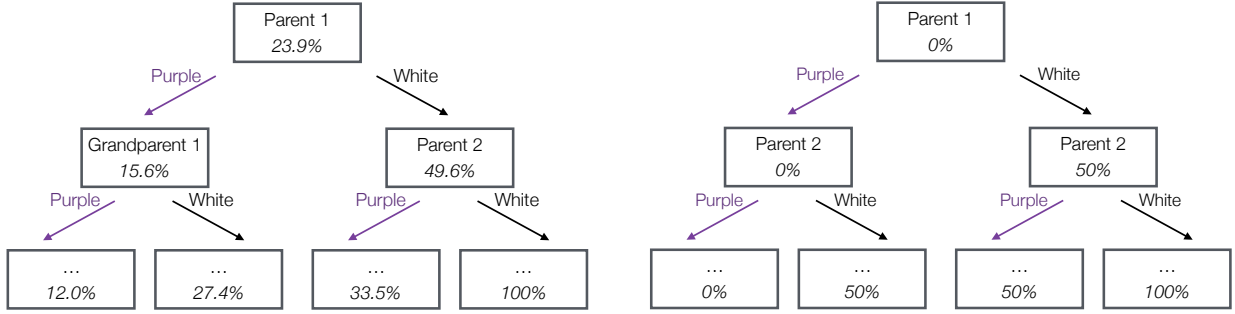 Parent 1
23.9%
Purple
White
Grandparent 1
15.6%
Parent 2
49.6%
Purple
White
Purple
White
...
12.0%
...
27.4%
...
33.5%
...
100%
Parent 1
0%
Purple
White
Parent 2
0%
Parent 2
50%
Purple
White
Purple
White
...
0%
...
50%
...
50%
...
100%